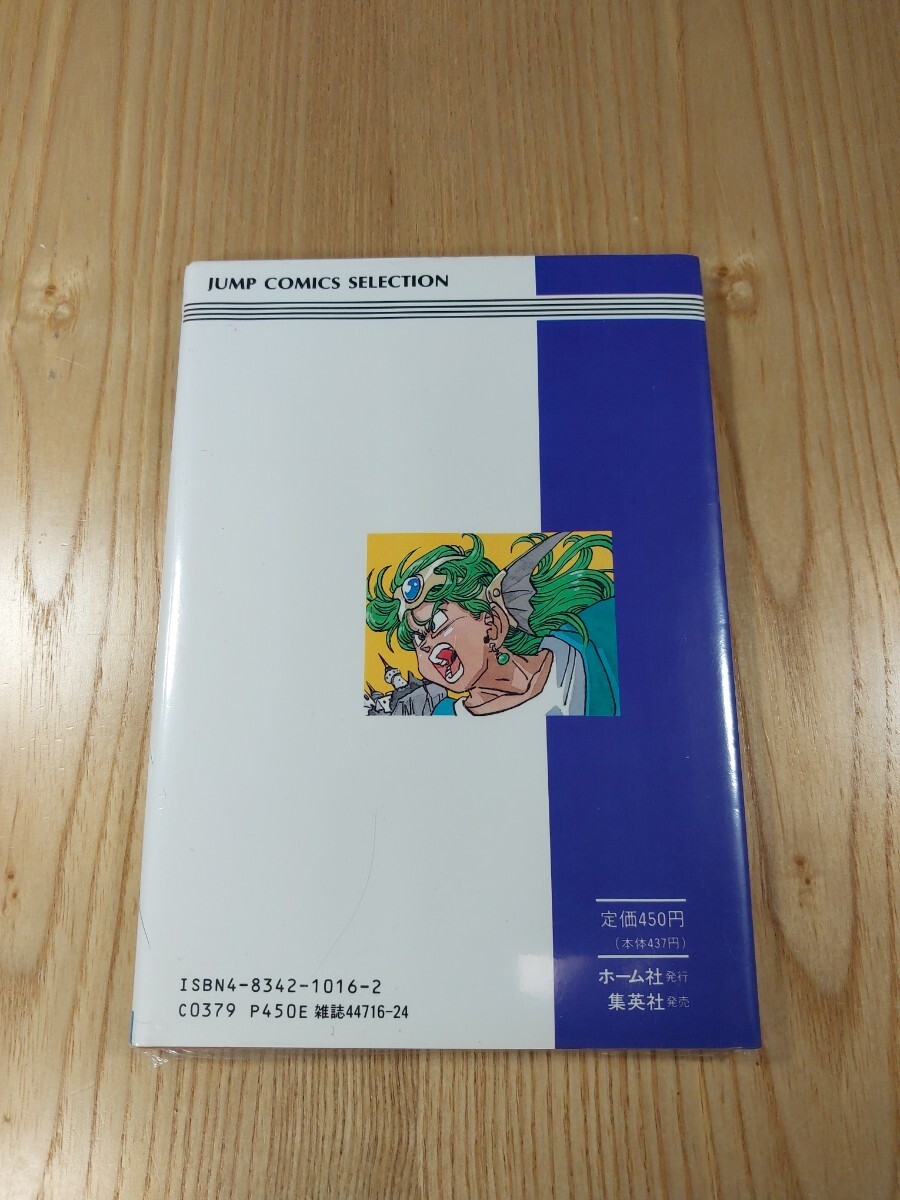 JUMP COMICS SELECTION
定価450円
(本体437円)
ホーム社発行
集英社発売
ISBN4-8342-1016-2
C0379 P450E 雑誌44716-24